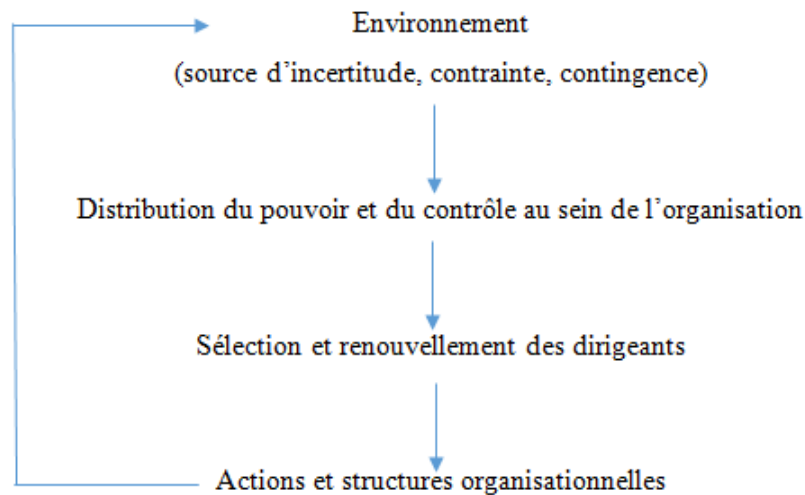 Environnement
(source d’incertitude, contrainte, contingence)
Distribution du pouvoir et du contrôle au sein de l’organisation
Sélection et renouvellement des dirigeants
Actions et structures organisationnelles